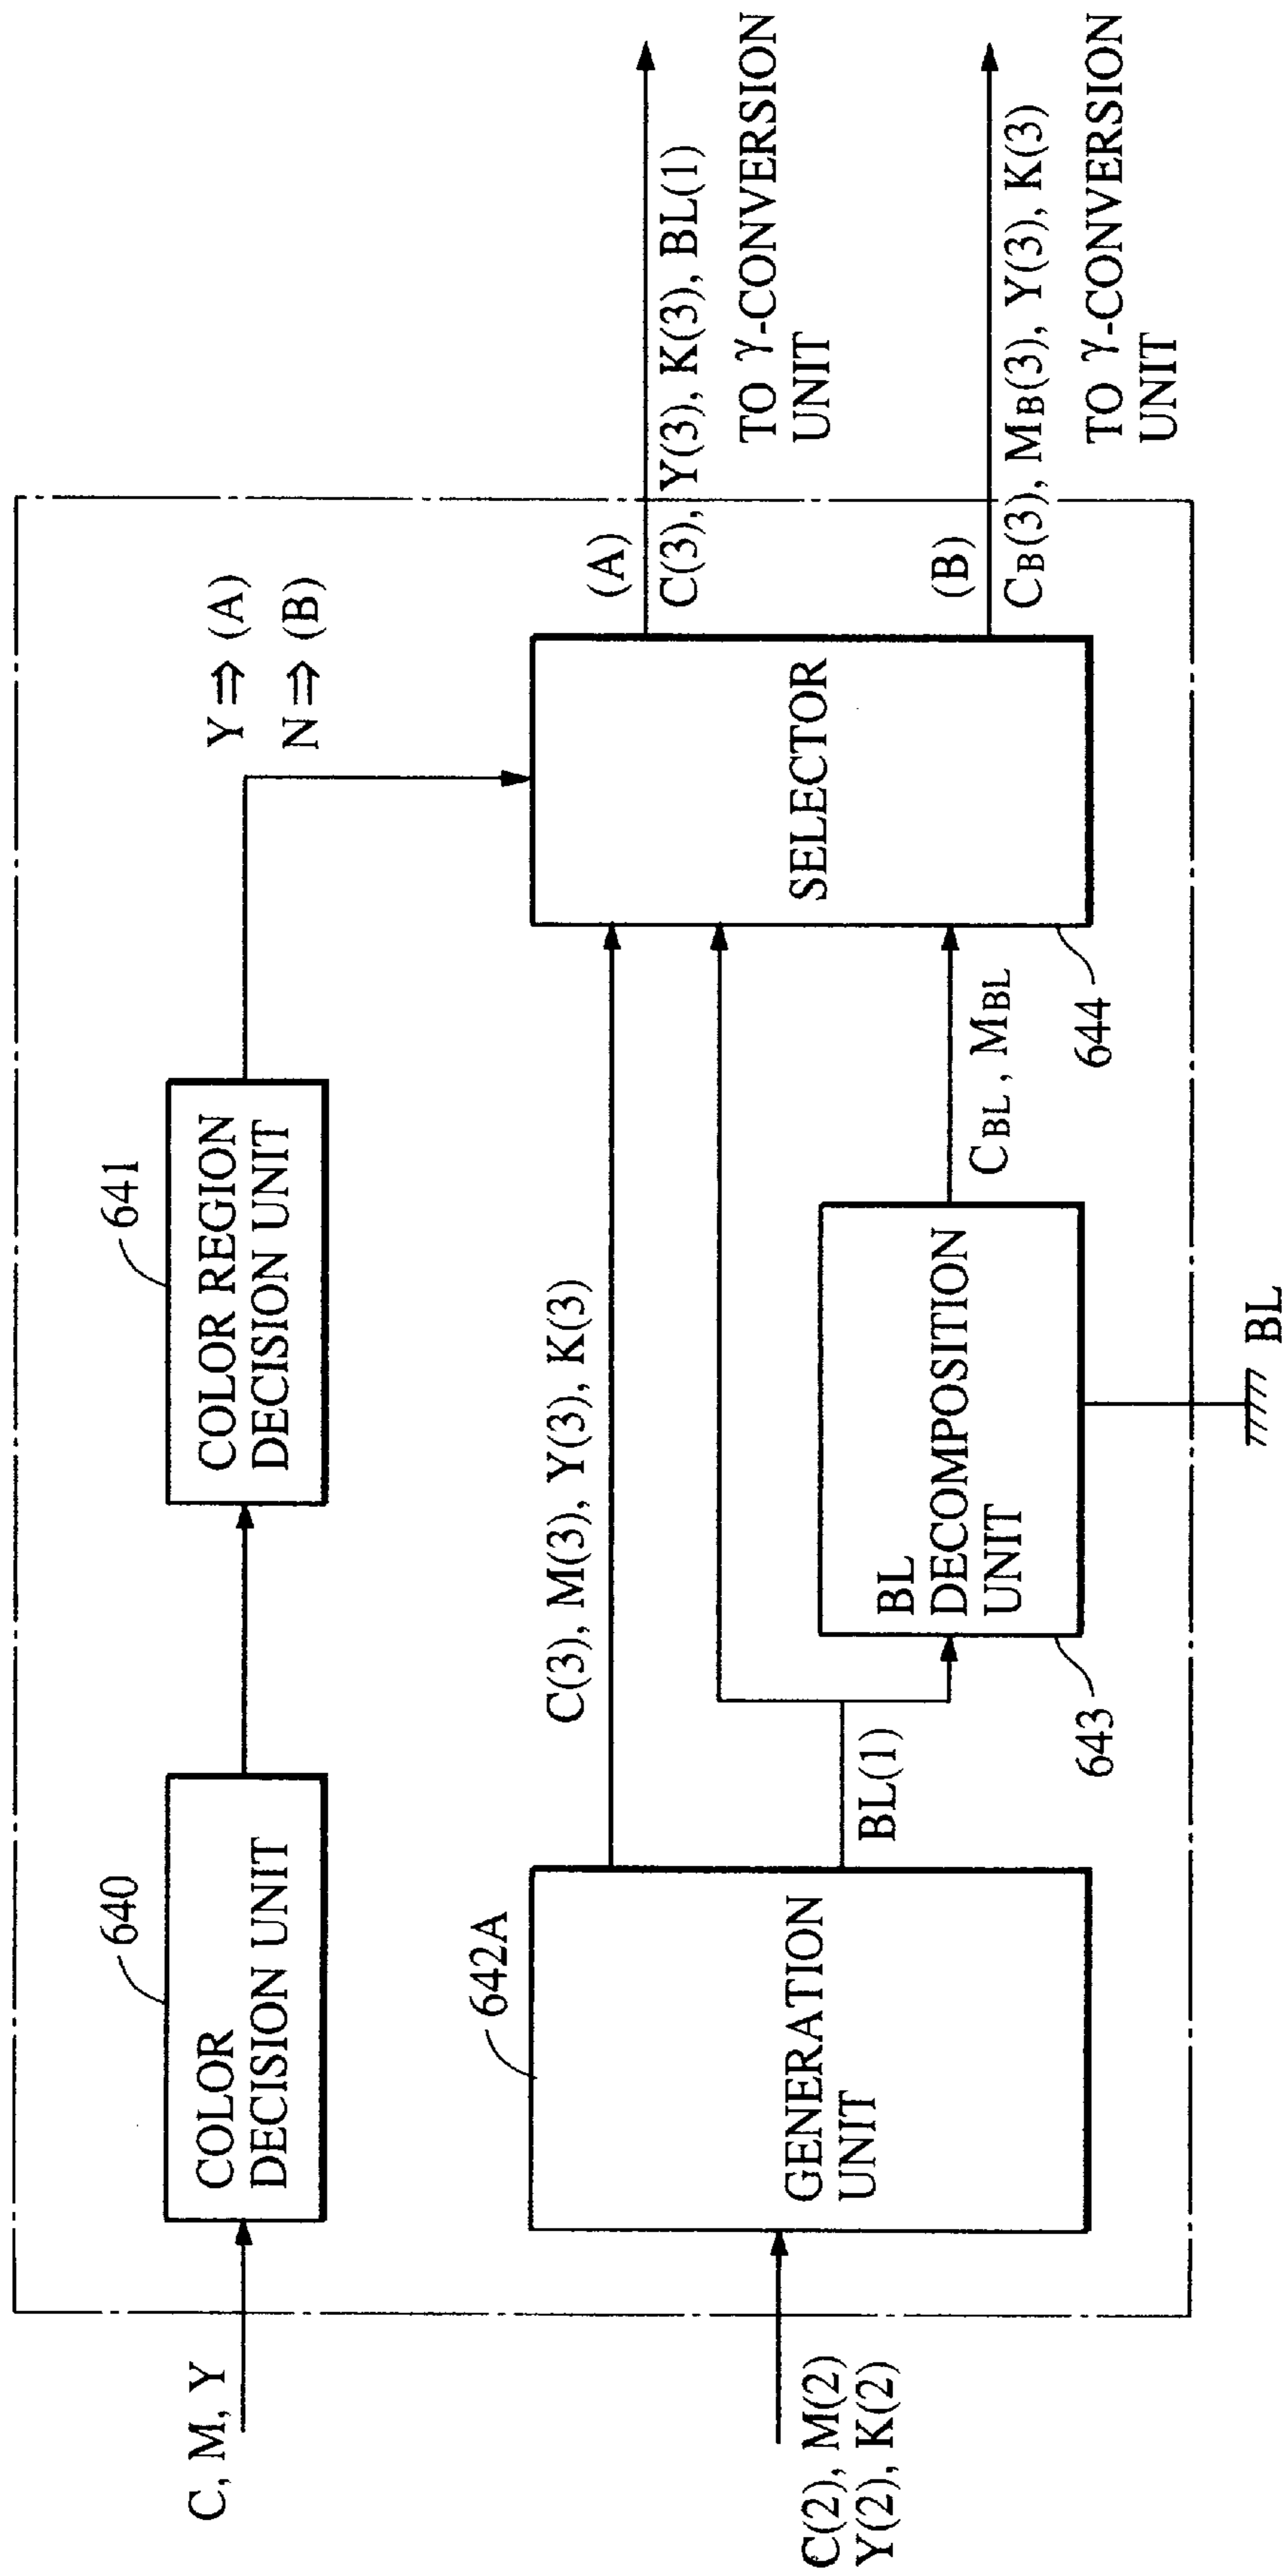 C, M, Y
640
COLOR
DECISION UNIT
641
COLOR REGION
DECISION UNIT
Y ⇒ (A)
N ⇒ (B)
C(2), M(2)
Y(2), K(2)
642A
GENERATION
UNIT
C(3), M(3), Y(3), K(3)
BL(1)
643
BL
DECOMPOSITION
UNIT
BL
CBL, MBL
644
SELECTOR
(A)
C(3), Y(3), K(3), BL(1)
TO γ-CONVERSION
UNIT
(B)
CB(3), MB(3), Y(3), K(3)
TO γ-CONVERSION
UNIT